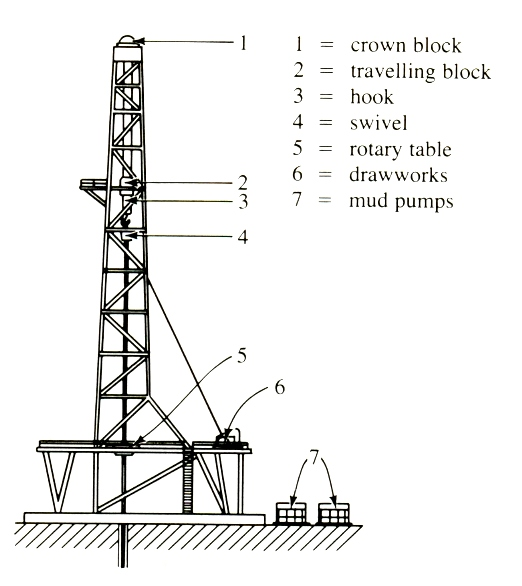 1 = crown block
2 = travelling block
3 = hook
4 = swivel
5 = rotary table
6 = drawworks
7 = mud pumps
1
2
3
4
5
6
7